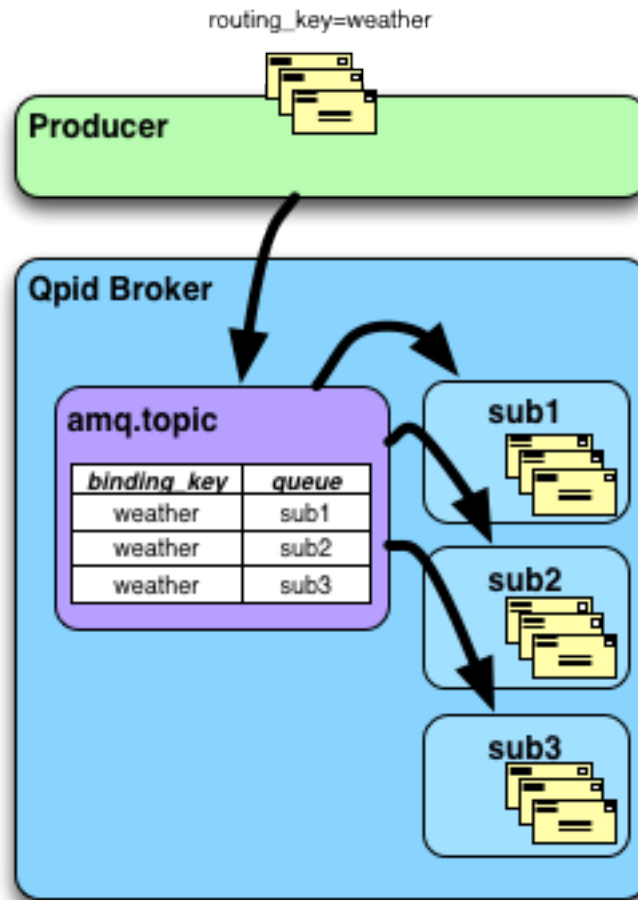 routing_key=weather
Producer
Qpid Broker
amq.topic
binding_key queue
weather sub1
weather sub2
weather sub3
sub1
sub2
sub3